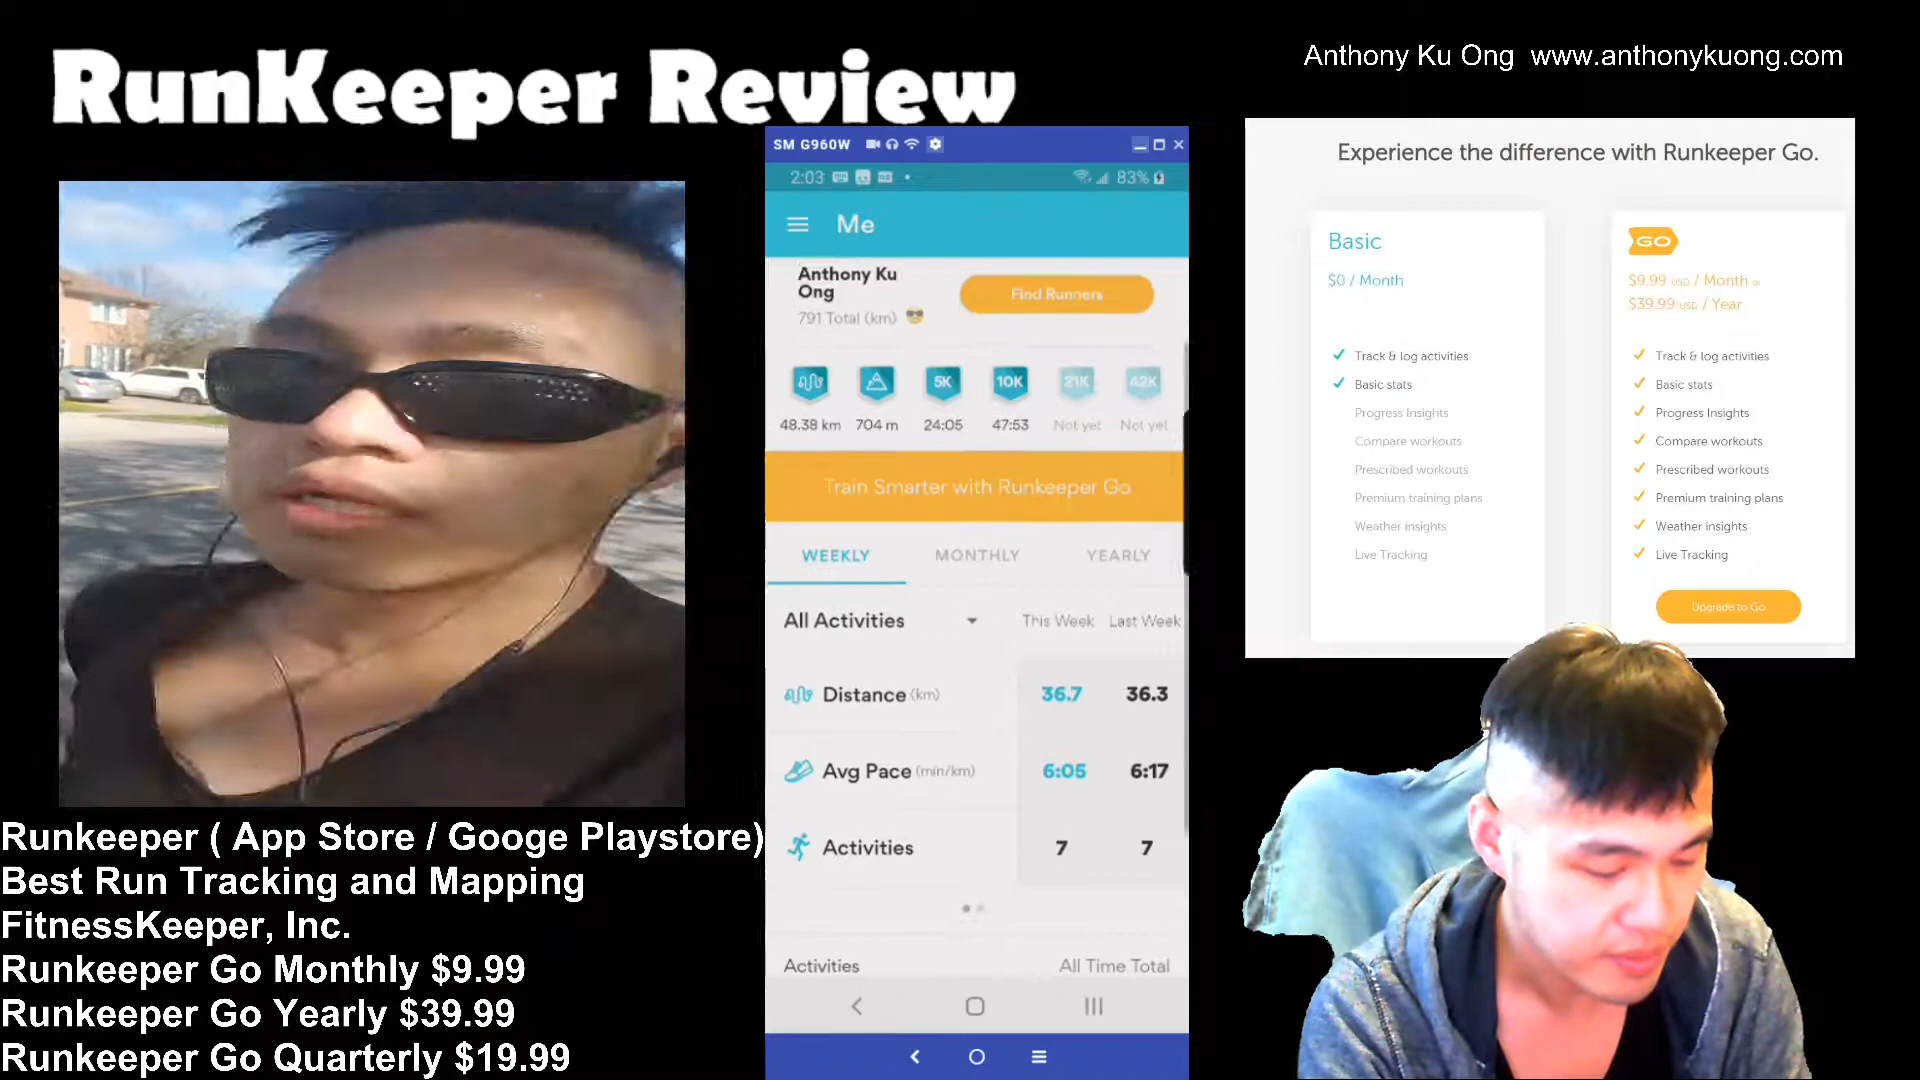 RunKeeper Review
Anthony Ku Ong www.anthonykuong.com
SM G960W
2:03
83%
Me
Anthony Ku
Ong
791 Total (km)
Find Runners
5K
10K
21K
42K
48.38 km
704 m
24:05
47:53
Not yet
Not yet
Train Smarter with Runkeeper Go
WEEKLY
MONTHLY
YEARLY
All Activities
This Week
Last Week
Distance (km)
36.7
36.3
Avg Pace (min/km)
6:05
6:17
Activities
7
7
Activities
All Time Total
Experience the difference with Runkeeper Go.
Basic
$0 / Month
Track & log activities
Basic stats
Progress Insights
Compare workouts
Prescribed workouts
Premium training plans
Weather insights
Live Tracking
GO
$9.99 USD / Month or
$39.99 USD / Year
Track & log activities
Basic stats
Progress Insights
Compare workouts
Prescribed workouts
Premium training plans
Weather insights
Live Tracking
Upgrade to Go
Runkeeper ( App Store / Googe Playstore)
Best Run Tracking and Mapping
FitnessKeeper, Inc.
Runkeeper Go Monthly $9.99
Runkeeper Go Yearly $39.99
Runkeeper Go Quarterly $19.99